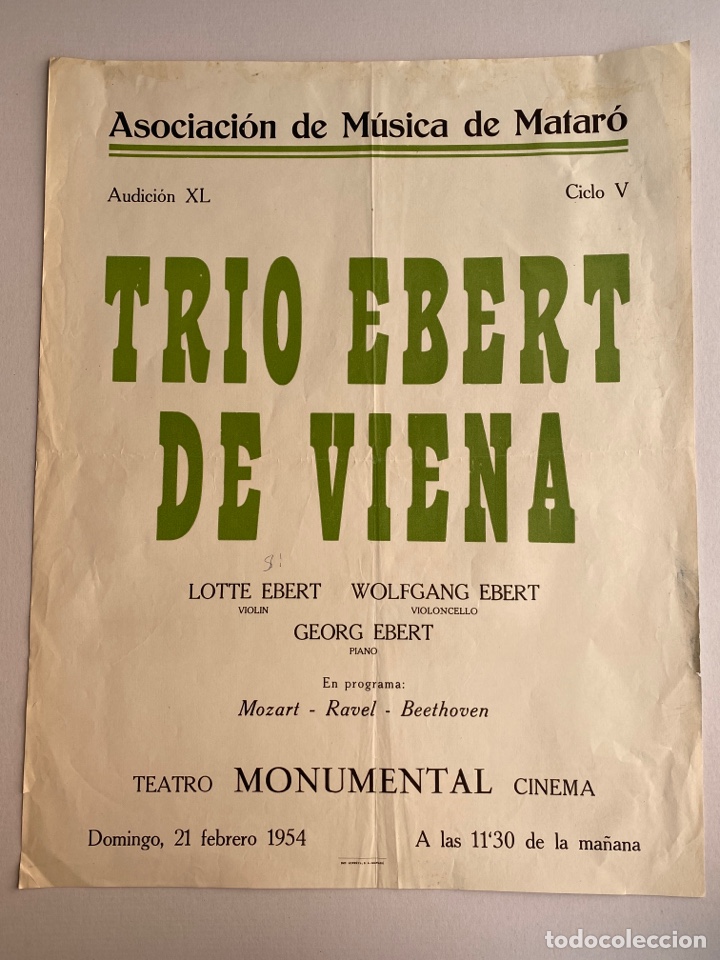 Asociación de Música de Mataró
Audición XL Ciclo V
TRIO EBERT
DE VIENA
LOTTE EBERT WOLFGANG EBERT
VIOLIN VIOLONCELLO
GEORG EBERT
PIANO
En programa:
Mozart - Ravel - Beethoven
TEATRO MONUMENTAL CINEMA
Domingo, 21 febrero 1954 A las 11'30 de la mañana
todocoleccion